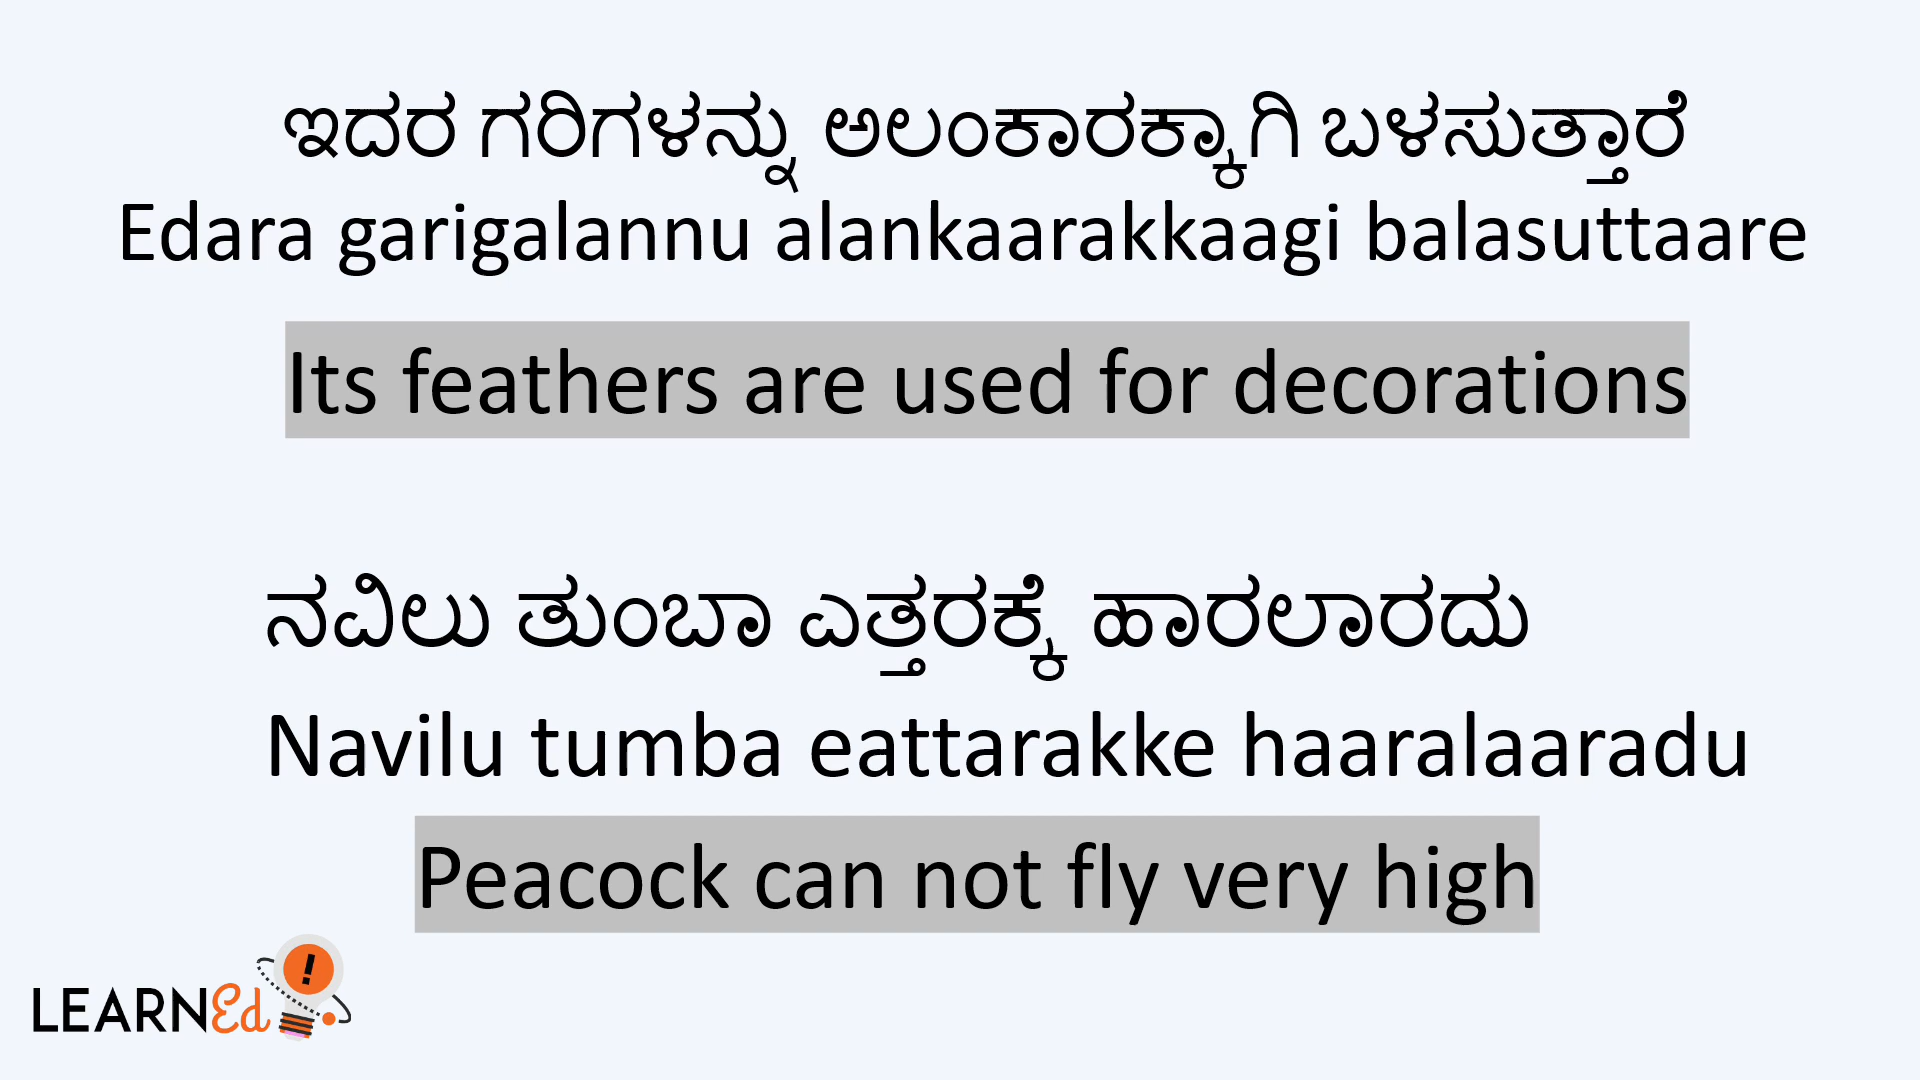 ಇದರ ಗರಿಗಳನ್ನು ಅಲಂಕಾರಕ್ಕಾಗಿ ಬಳಸುತ್ತಾರೆ
Edara garigalannu alankaarakkaagi balasuttaare
Its feathers are used for decorations
ನವಿಲು ತುಂಬಾ ಎತ್ತರಕ್ಕೆ ಹಾರಲಾರದು
Navilu tumba eattarakke haaralaaradu
Peacock can not fly very high
LEARNEd